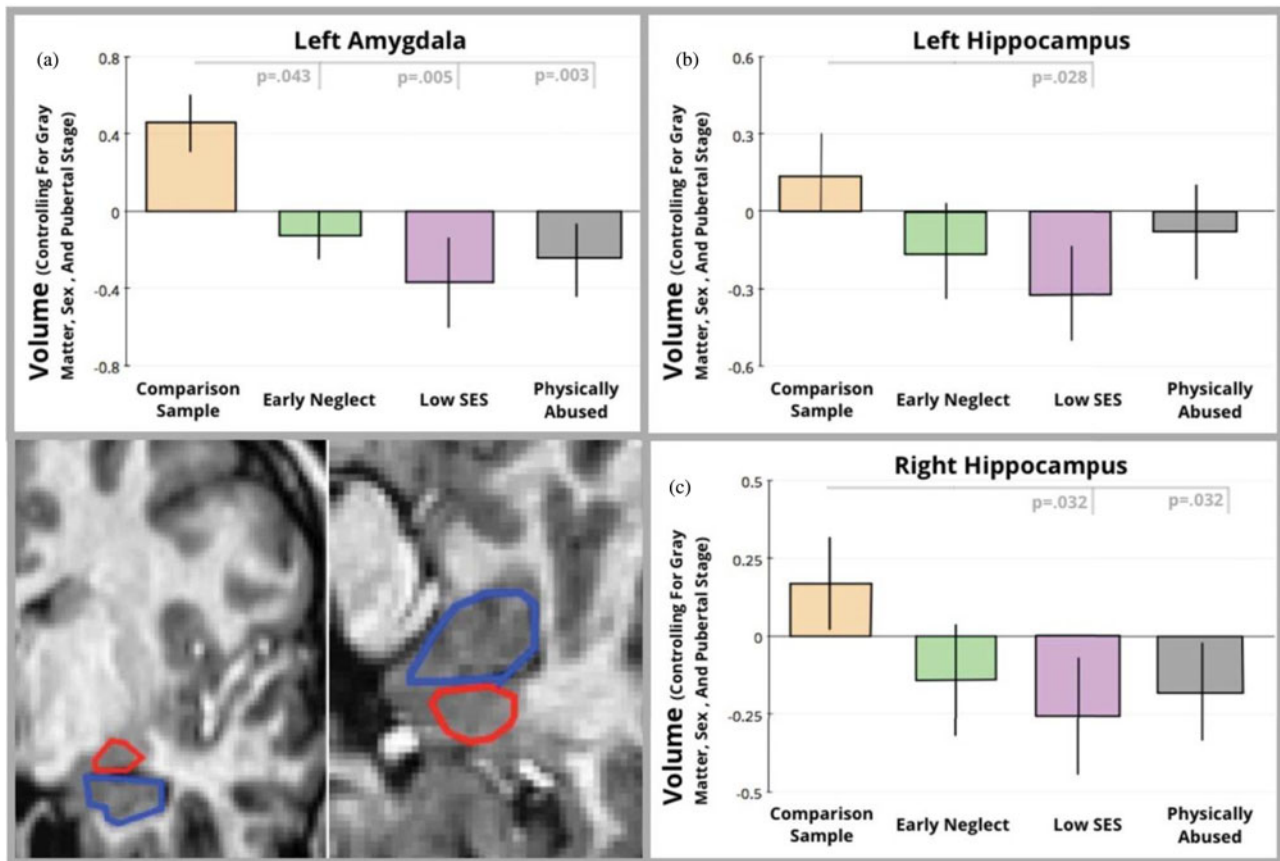 (a)
Left Amygdala
p=.043
p=.005
p=.003
0.8
0.4
0
-0.4
-0.8
Volume (Controlling For Gray
Matter, Sex , And Pubertal Stage)
Comparison
Sample
Early Neglect
Low SES
Physically
Abused
(b)
Left Hippocampus
p=.028
0.6
0.3
0
-0.3
-0.6
Volume (Controlling For Gray
Matter, Sex , And Pubertal Stage)
Comparison
Sample
Early Neglect
Low SES
Physically
Abused
(c)
Right Hippocampus
p=.032
p=.032
0.5
0.25
0
-0.25
-0.5
Volume (Controlling For Gray
Matter, Sex , And Pubertal Stage)
Comparison
Sample
Early Neglect
Low SES
Physically
Abused